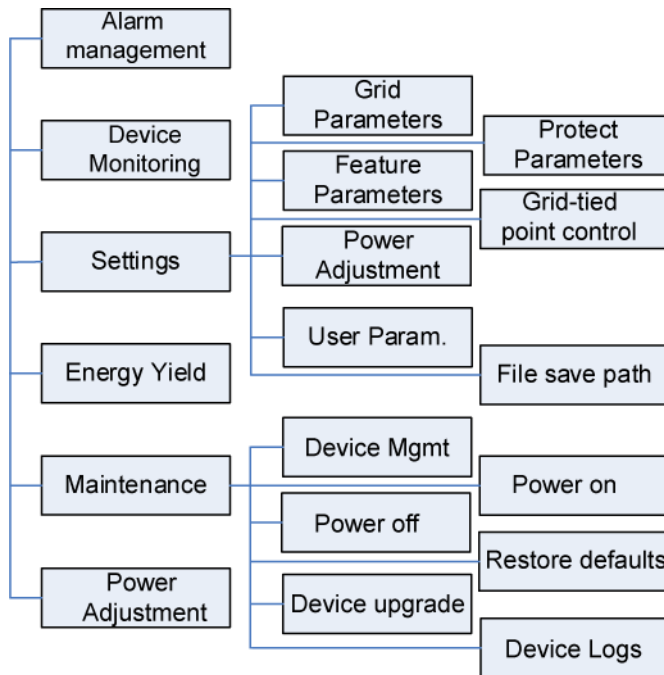 Alarm
management
Device
Monitoring
Settings
Energy Yield
Maintenance
Power
Adjustment
Grid
Parameters
Protect
Parameters
Feature
Parameters
Grid-tied
point control
Power
Adjustment
User Param.
File save path
Device Mgmt
Power on
Power off
Restore defaults
Device upgrade
Device Logs